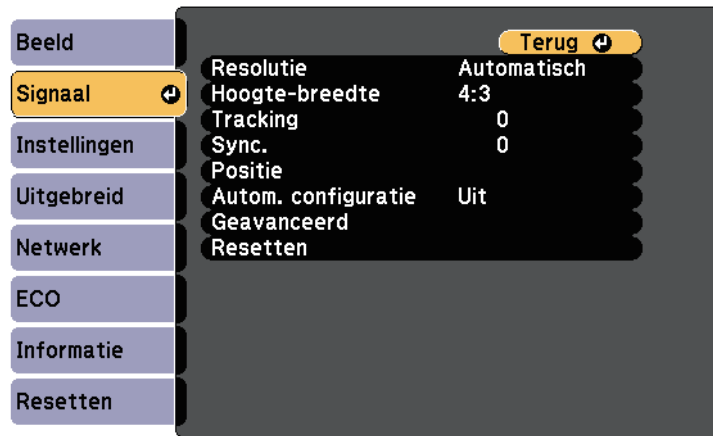 Beeld
Signaal
Instellingen
Uitgebreid
Netwerk
ECO
Informatie
Resetten
Terug
Resolutie Automatisch
Hoogte-breedte 4:3
Tracking 0
Sync. 0
Positie
Autom. configuratie Uit
Geavanceerd
Resetten